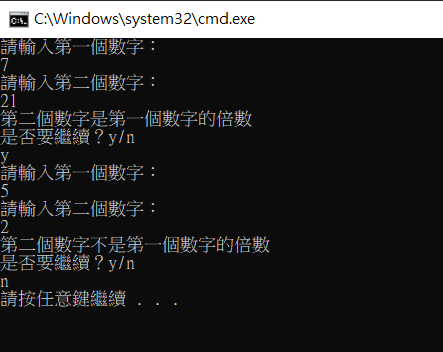 C:\Windows\system32\cmd.exe
請輸入第一個數字：
7
請輸入第二個數字：
21
第二個數字是第一個數字的倍數
是否要繼續？y/n
y
請輸入第一個數字：
5
請輸入第二個數字：
2
第二個數字不是第一個數字的倍數
是否要繼續？y/n
n
請按任意鍵繼續 . . .